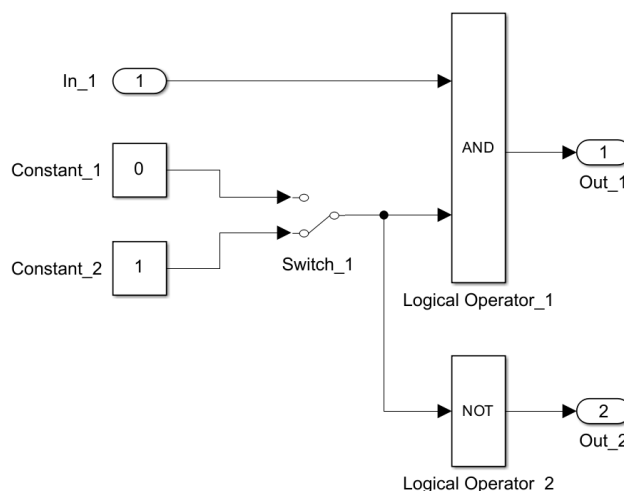 In_1
1
Constant_1
0
Constant_2
1
Switch_1
AND
Logical Operator_1
1
Out_1
NOT
Logical Operator_2
2
Out_2